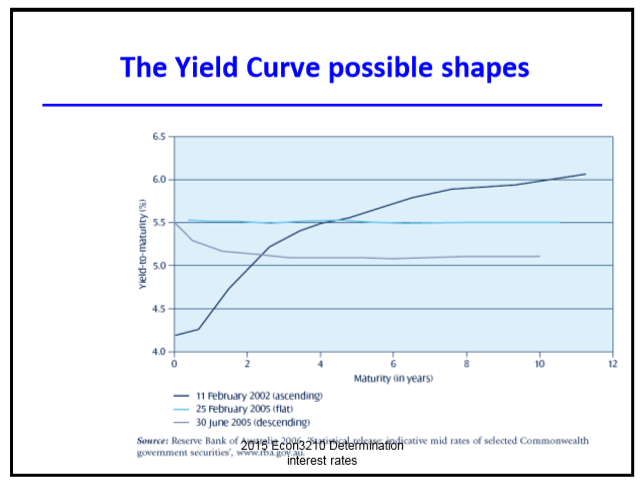 The Yield Curve possible shapes
6.5
6.0
5.5
5.0
4.5
4.0
Yield-to-maturity (%)
0 2 4 6 8 10 12
Maturity (in years)
11 February 2002 (ascending)
25 February 2005 (flat)
30 June 2005 (descending)
Source: Reserve Bank of Australia 2006, 'Statistical release: indicative mid rates of selected Commonwealth
government securities', www.rba.gov.au.
2015 Econ3210 Determination
interest rates